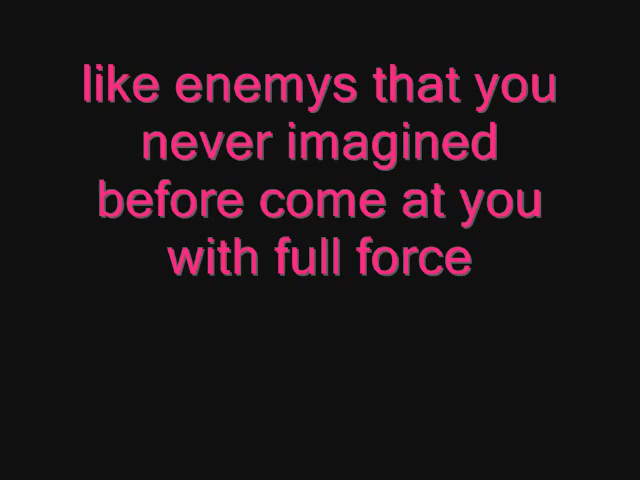 like enemys that you
never imagined
before come at you
with full force